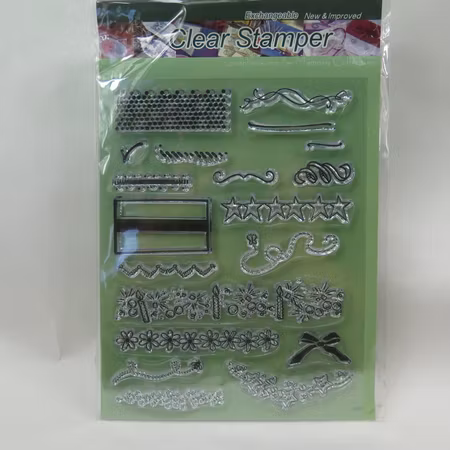 Exchangeable New & Improved
Clear Stamper